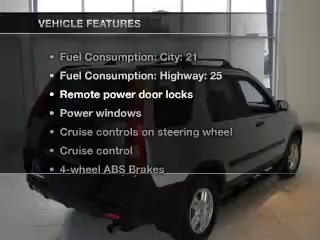 VEHICLE FEATURES
• Fuel Consumption: City: 21
• Fuel Consumption: Highway: 25
• Remote power door locks
• Power windows
• Cruise controls on steering wheel
• Cruise control
• 4-wheel ABS Brakes